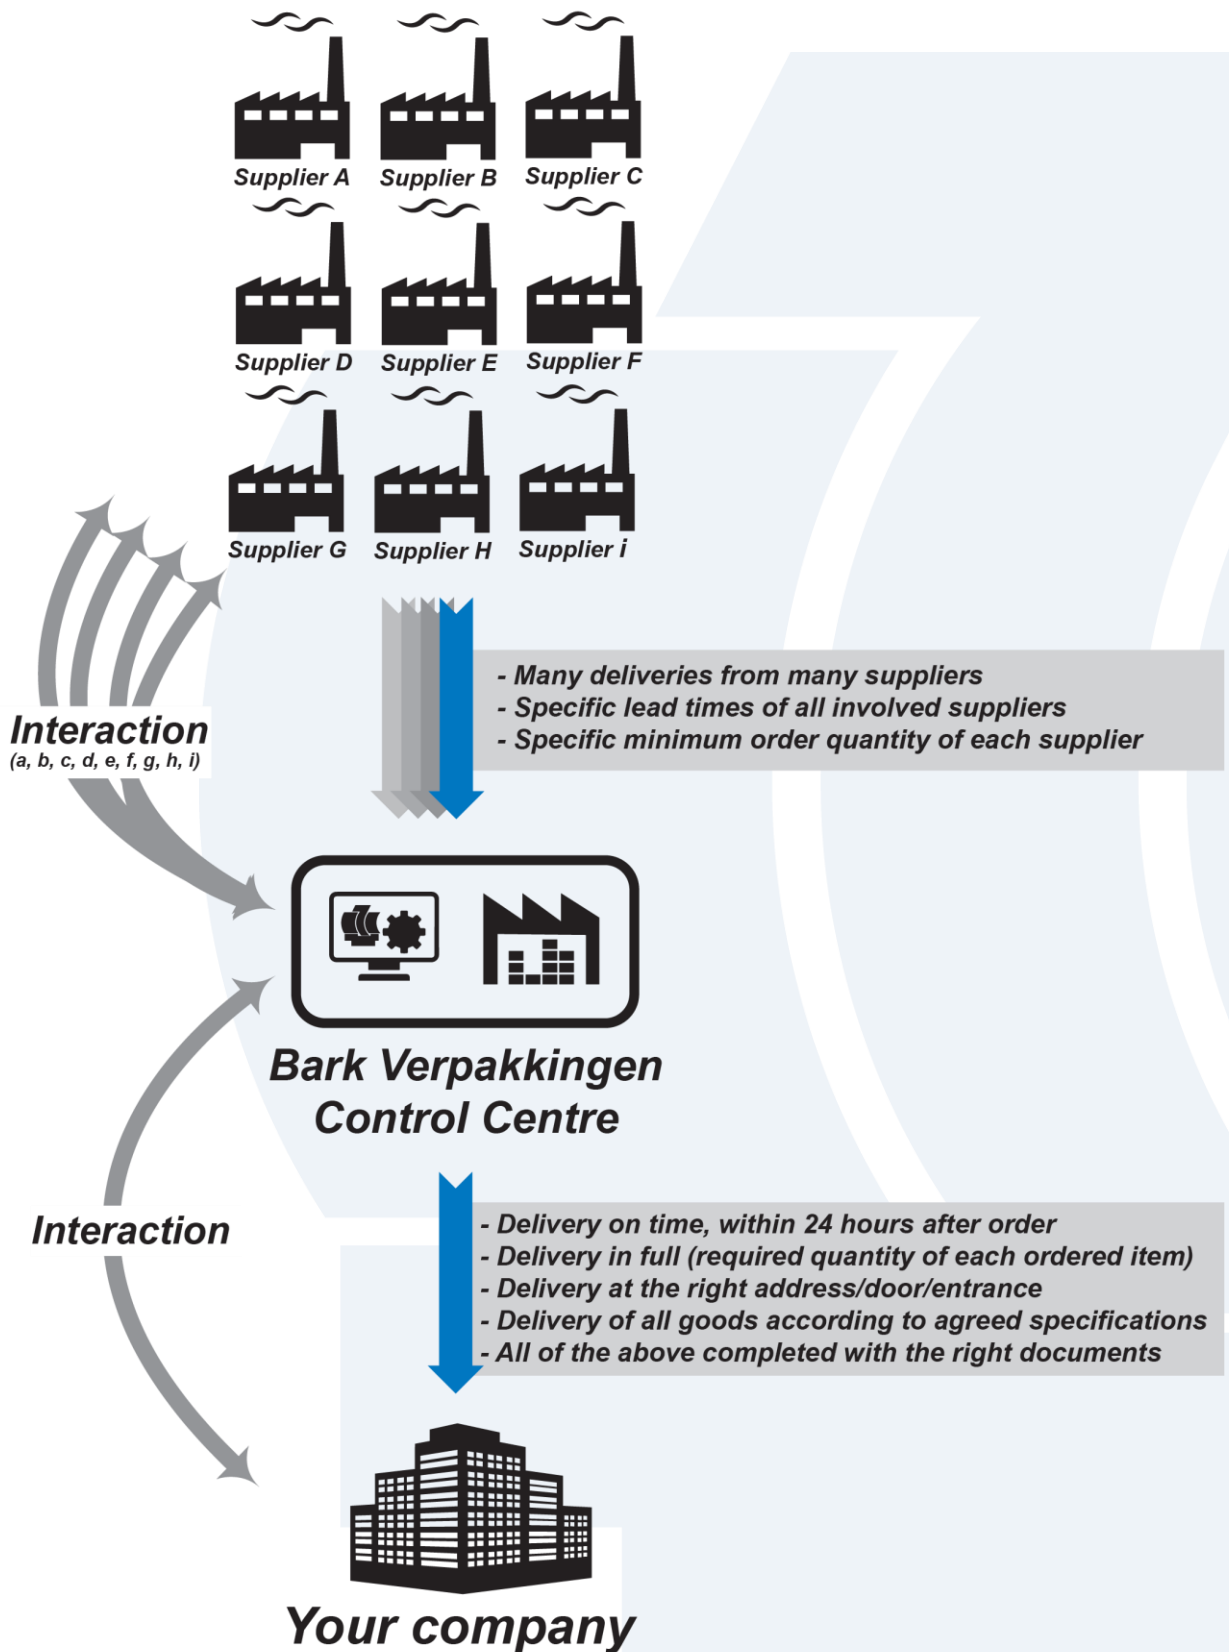 Supplier A
Supplier B
Supplier C
Supplier D
Supplier E
Supplier F
Supplier G
Supplier H
Supplier i
- Many deliveries from many suppliers
- Specific lead times of all involved suppliers
- Specific minimum order quantity of each supplier
Interaction
(a, b, c, d, e, f, g, h, i)
Bark Verpakkingen
Control Centre
Interaction
- Delivery on time, within 24 hours after order
- Delivery in full (required quantity of each ordered item)
- Delivery at the right address/door/entrance
- Delivery of all goods according to agreed specifications
- All of the above completed with the right documents
Your company